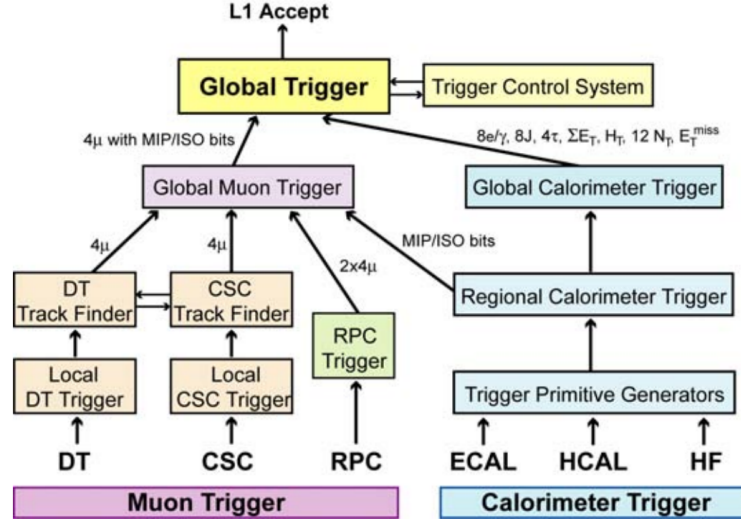 L1 Accept
Global Trigger
Trigger Control System
4μ with MIP/ISO bits
8e/γ, 8J, 4τ, ΣE_T, H_T, 12 N_T, E_T^miss
Global Muon Trigger
Global Calorimeter Trigger
4μ
4μ
2x4μ
MIP/ISO bits
DT
Track Finder
CSC
Track Finder
RPC
Trigger
Regional Calorimeter Trigger
Local
DT Trigger
Local
CSC Trigger
Trigger Primitive Generators
DT
CSC
RPC
ECAL
HCAL
HF
Muon Trigger
Calorimeter Trigger